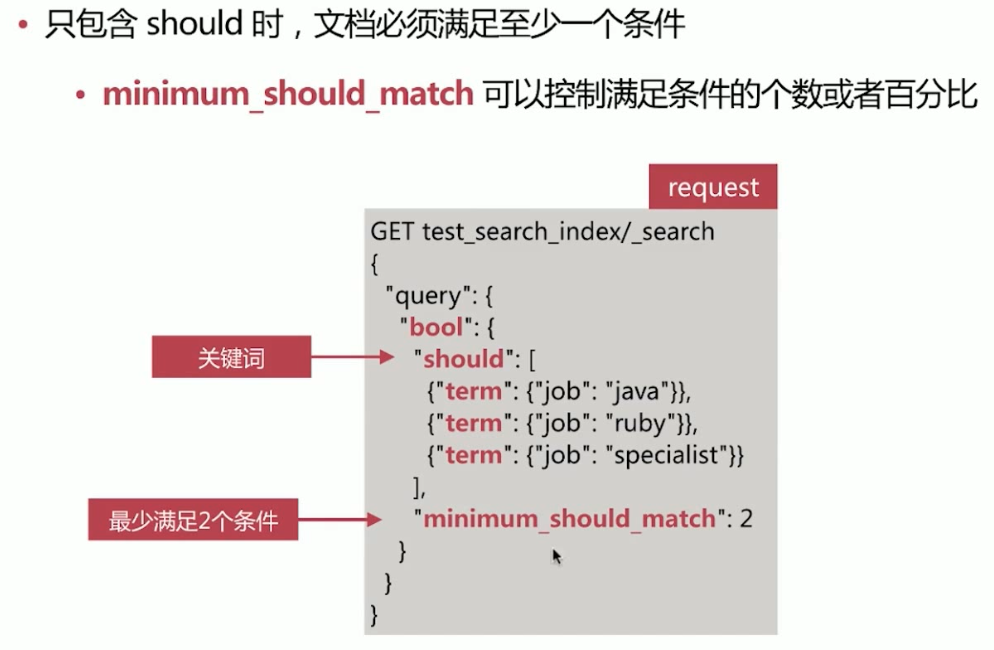 • 只包含 should 时，文档必须满足至少一个条件
• minimum_should_match 可以控制满足条件的个数或者百分比
request
GET test_search_index/_search
{
"query": {
"bool": {
关键词
"should": [
{"term": {"job": "java"}},
{"term": {"job": "ruby"}},
{"term": {"job": "specialist"}}
],
最少满足2个条件
"minimum_should_match": 2
}
}
}